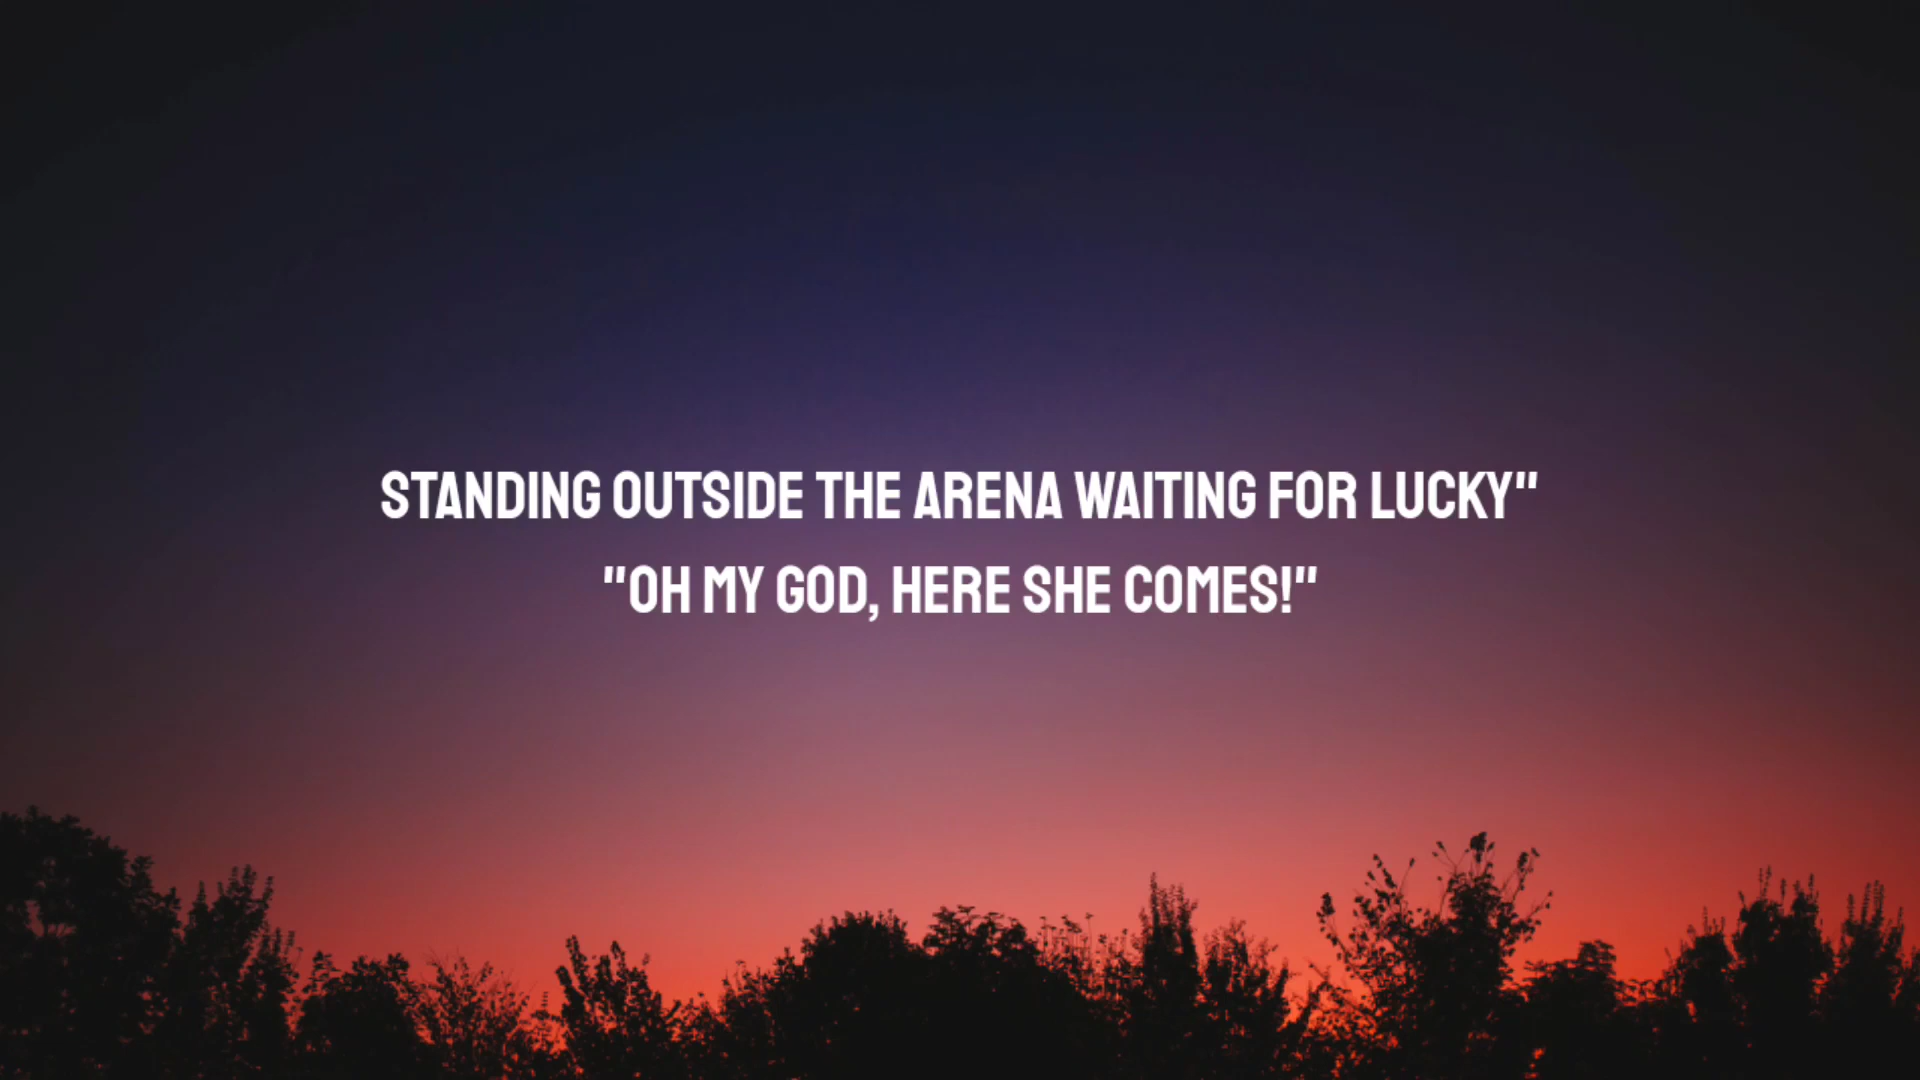 STANDING OUTSIDE THE ARENA WAITING FOR LUCKY"
"OH MY GOD, HERE SHE COMES!"